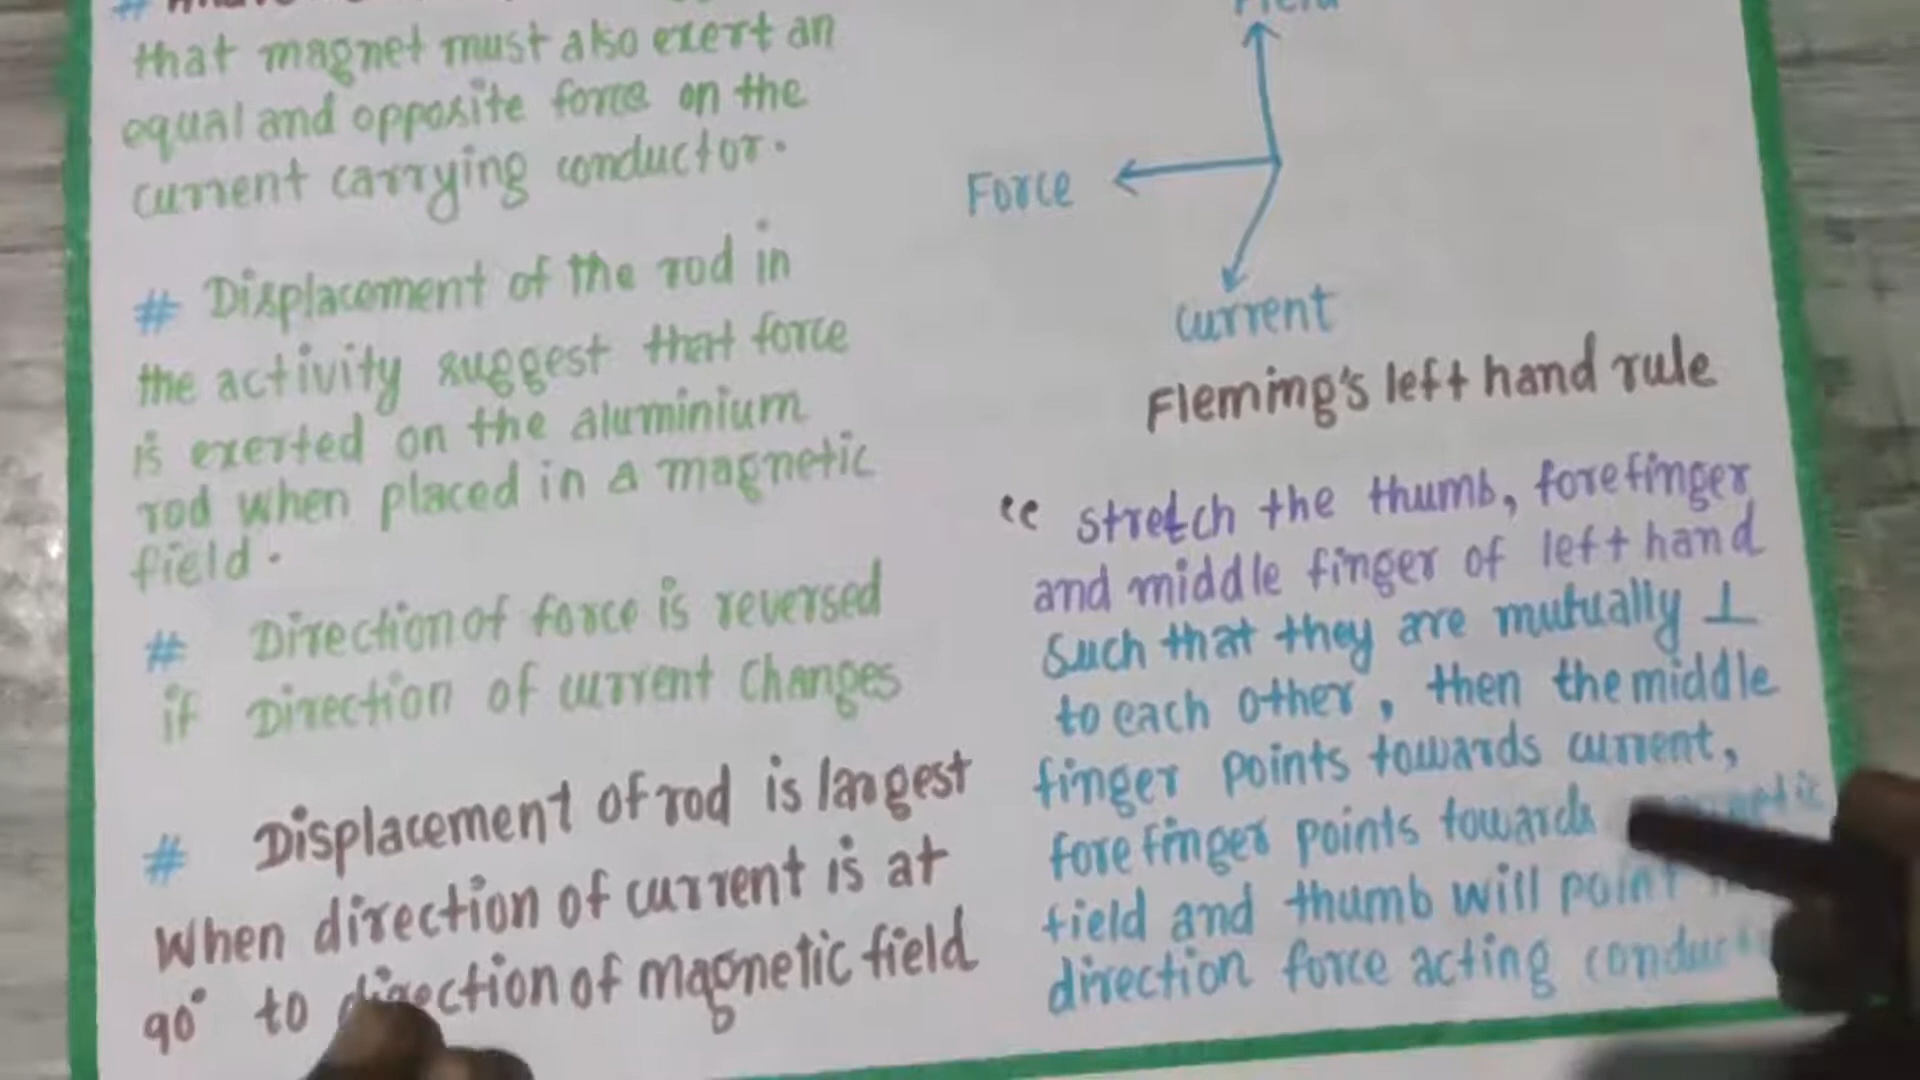 that magnet must also exert an
equal and opposite force on the
current carrying conductor.
# Displacement of the rod in
the activity suggest that force
is exerted on the aluminium
rod when placed in a magnetic
field.
# Direction of force is reversed
if Direction of current Changes
# Displacement of rod is largest
When direction of current is at
90° to direction of magnetic field
Field
Force
Current
Fleming's left hand rule
“ stretch the thumb, forefinger
and middle finger of left hand
Such that they are mutually ⊥
to each other, then the middle
finger points towards current,
fore finger points towards
field and thumb will point
direction force acting